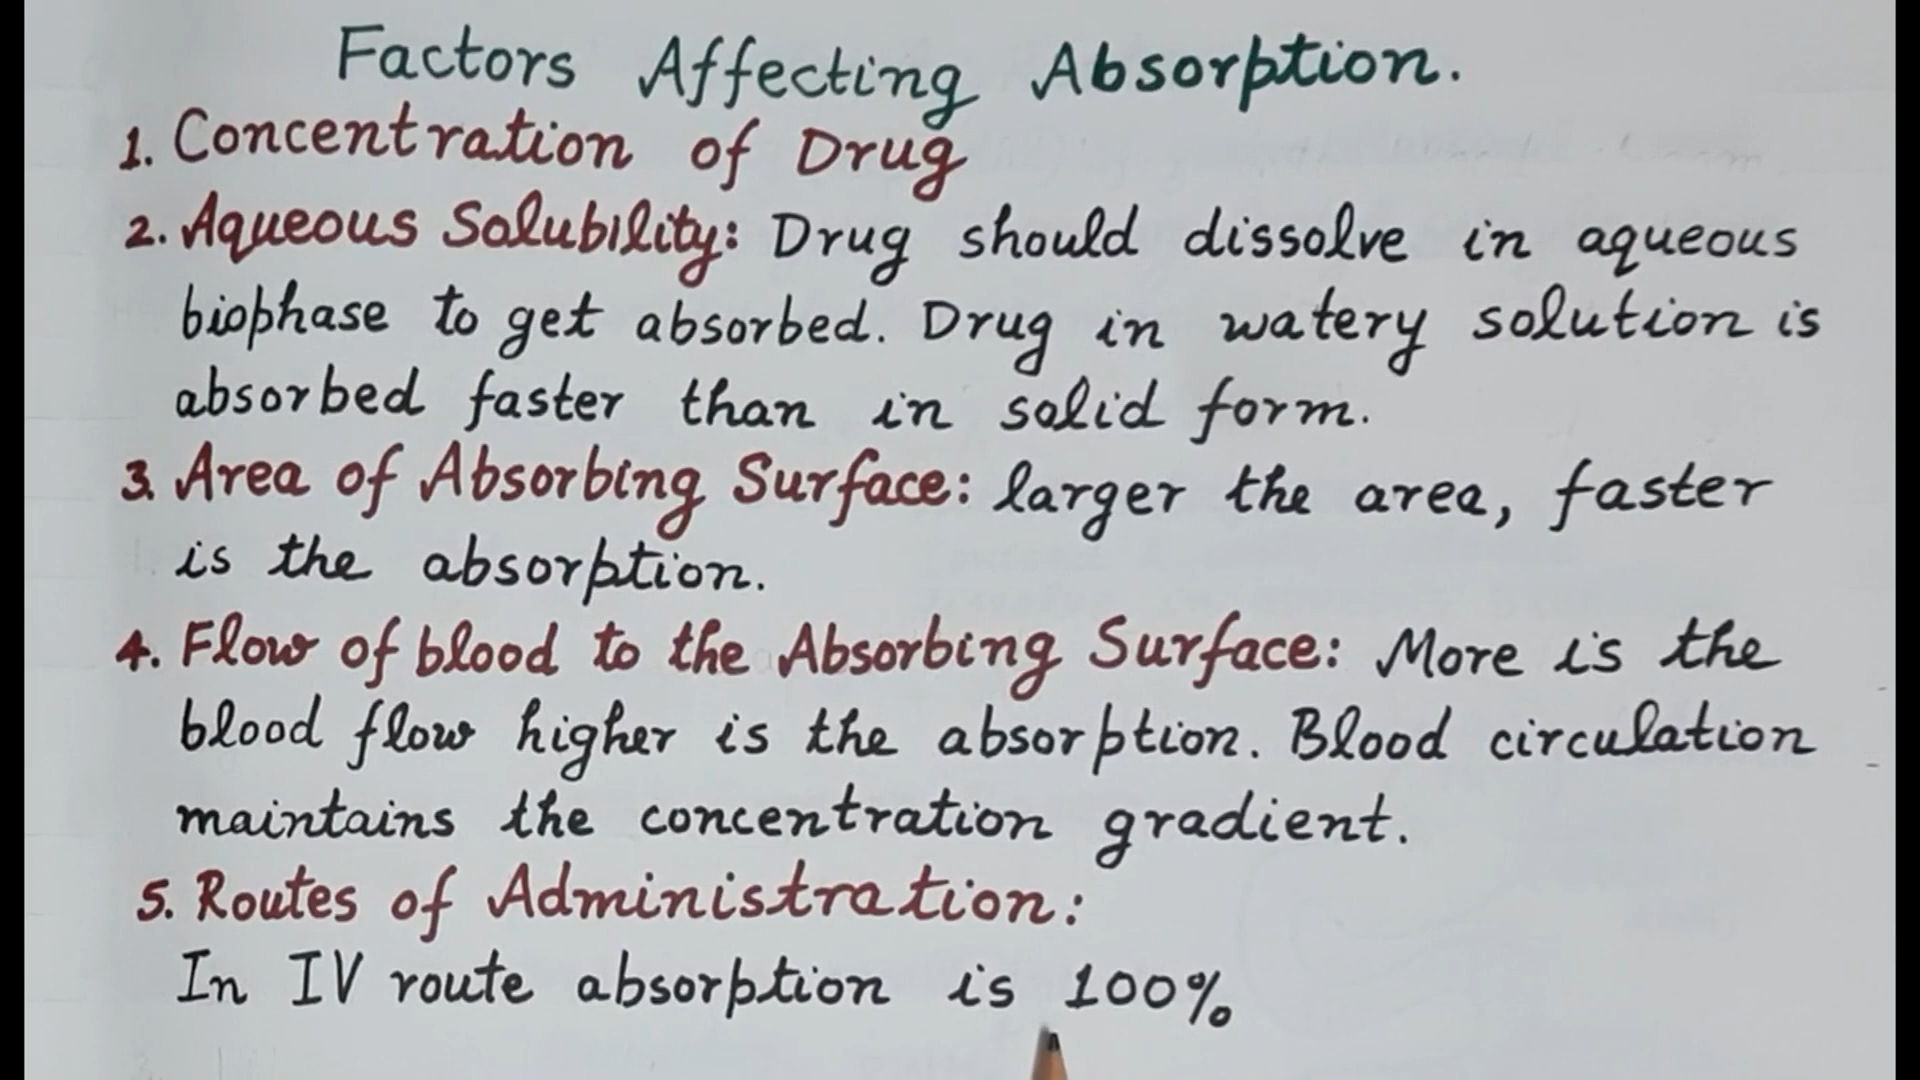 Factors Affecting Absorption.
1. Concentration of Drug
2. Aqueous Solubility: Drug should dissolve in aqueous
biophase to get absorbed. Drug in watery solution is
absorbed faster than in solid form.
3. Area of Absorbing Surface: larger the area, faster
is the absorption.
4. Flow of blood to the Absorbing Surface: More is the
blood flow higher is the absorption. Blood circulation
maintains the concentration gradient.
5. Routes of Administration:
In IV route absorption is 100%